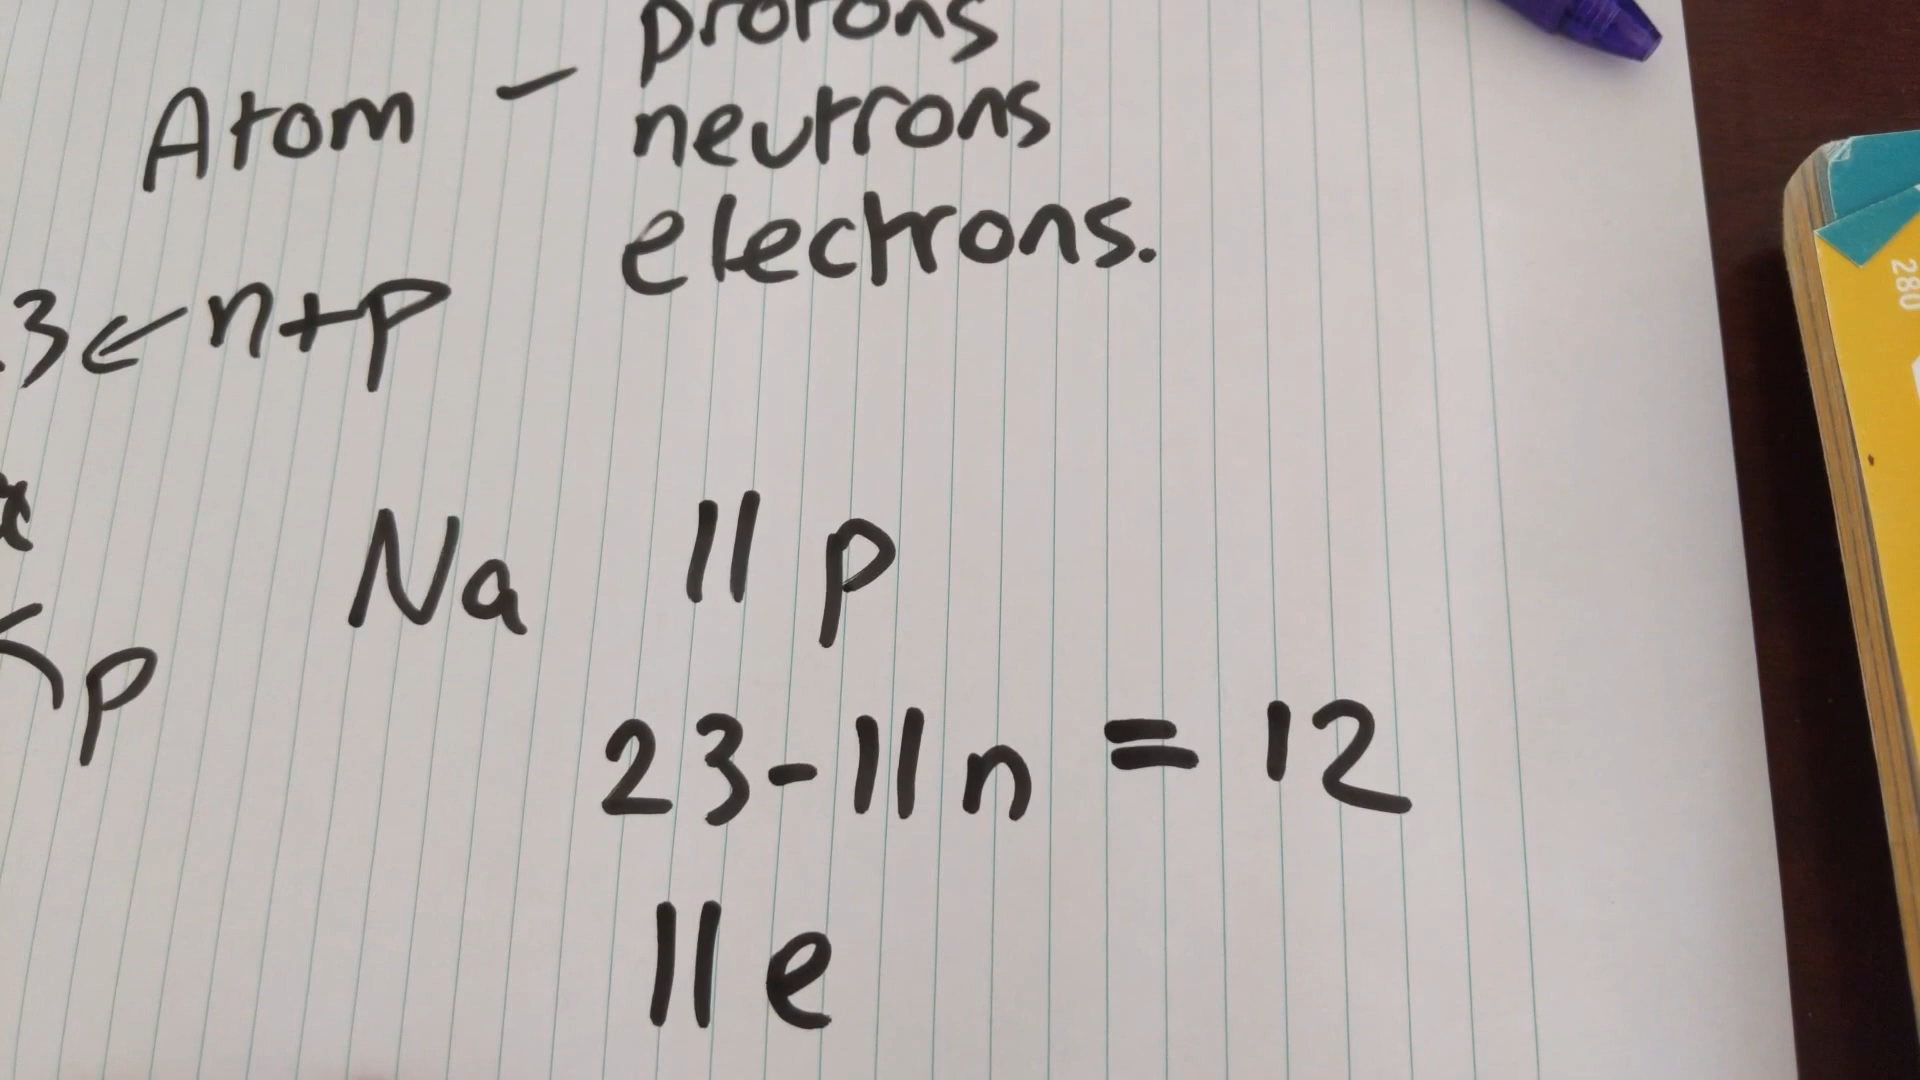 protons
Atom - neutrons
electrons.
3 ← n+p
Na 11 p
p
23-11 n = 12
11 e
280